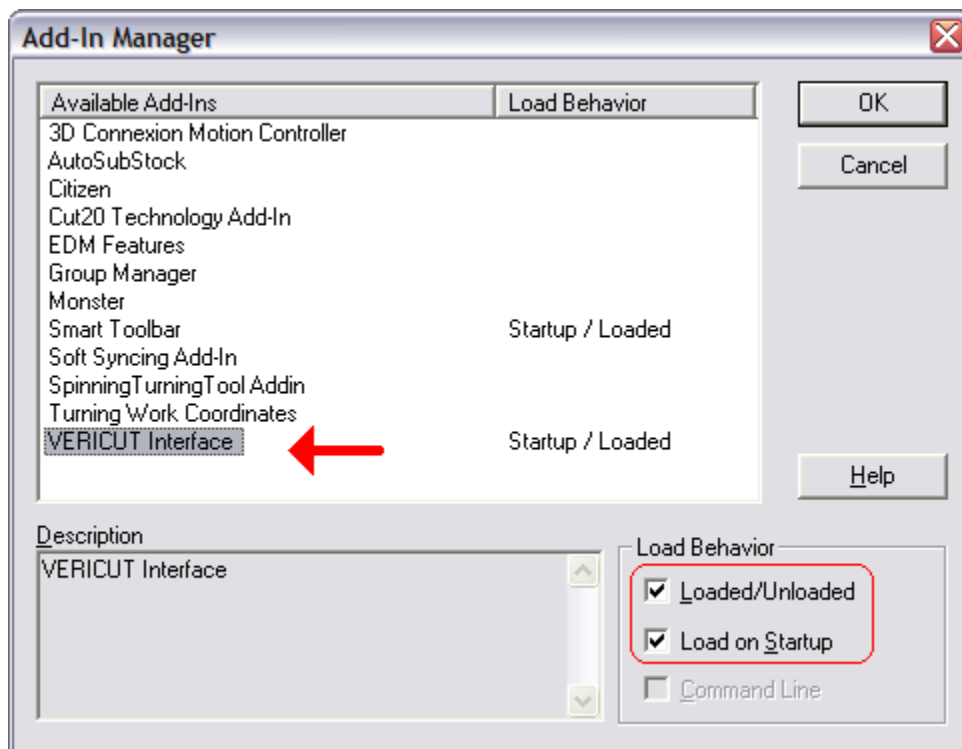 Add-In Manager
Available Add-Ins Load Behavior
3D Connexion Motion Controller
AutoSubStock
Citizen
Cut20 Technology Add-In
EDM Features
Group Manager
Monster
Smart Toolbar Startup / Loaded
Soft Syncing Add-In
SpinningTurningTool Addin
Turning Work Coordinates
VERICUT Interface Startup / Loaded
OK
Cancel
Help
Description
VERICUT Interface
Load Behavior
Loaded/Unloaded
Load on Startup
Command Line